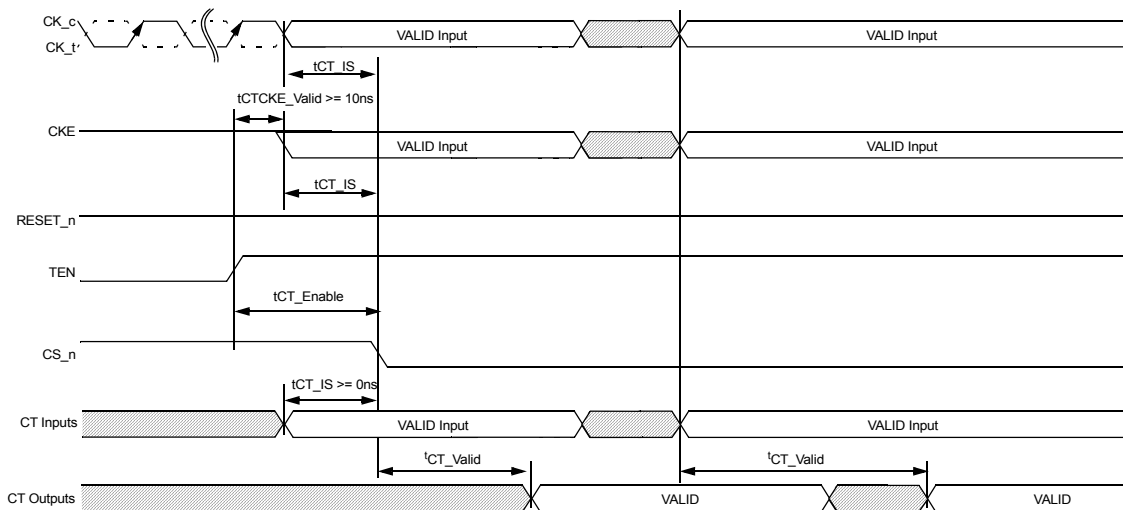 CK_c
CK_t
VALID Input
VALID Input
tCT_IS
tCTCKE_Valid >= 10ns
CKE
VALID Input
VALID Input
tCT_IS
RESET_n
TEN
tCT_Enable
CS_n
tCT_IS >= 0ns
CT Inputs
VALID Input
VALID Input
tCT_Valid
tCT_Valid
CT Outputs
VALID
VALID